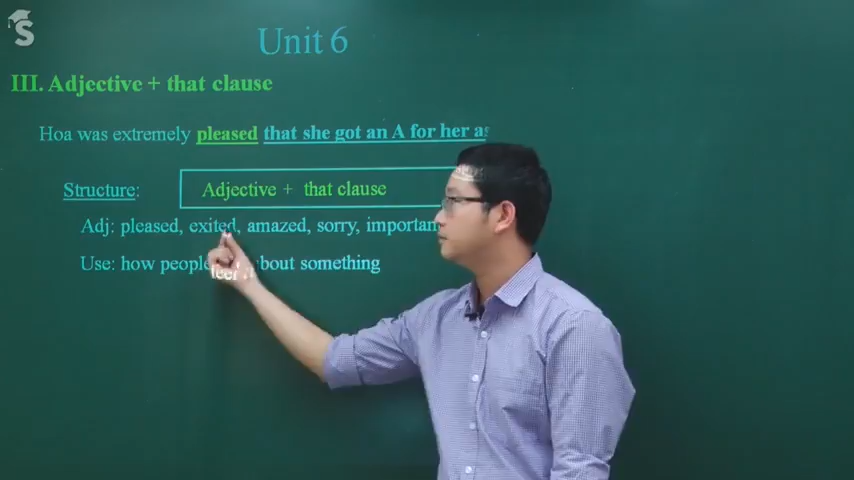 S
Unit 6
III. Adjective + that clause
Hoa was extremely pleased that she got an A for her
Structure: Adjective + that clause
Adj: pleased, exited, amazed, sorry,
Use: how people feel about something